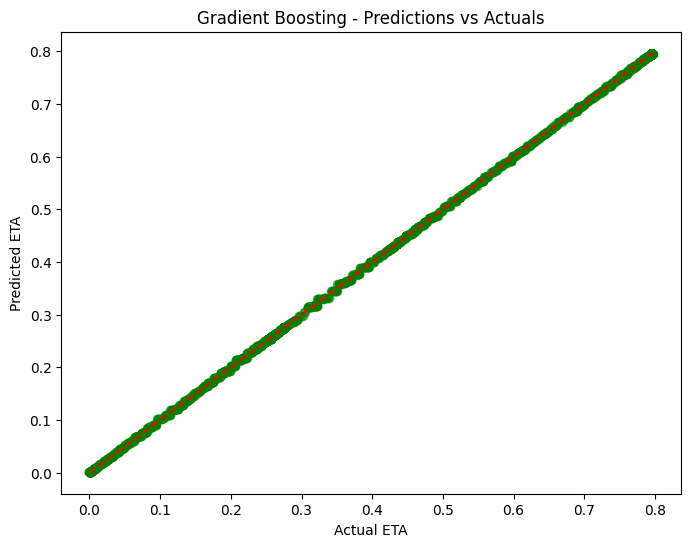 Gradient Boosting - Predictions vs Actuals
0.8
0.7
0.6
0.5
0.4
0.3
0.2
0.1
0.0
Predicted ETA
0.0 0.1 0.2 0.3 0.4 0.5 0.6 0.7 0.8
Actual ETA